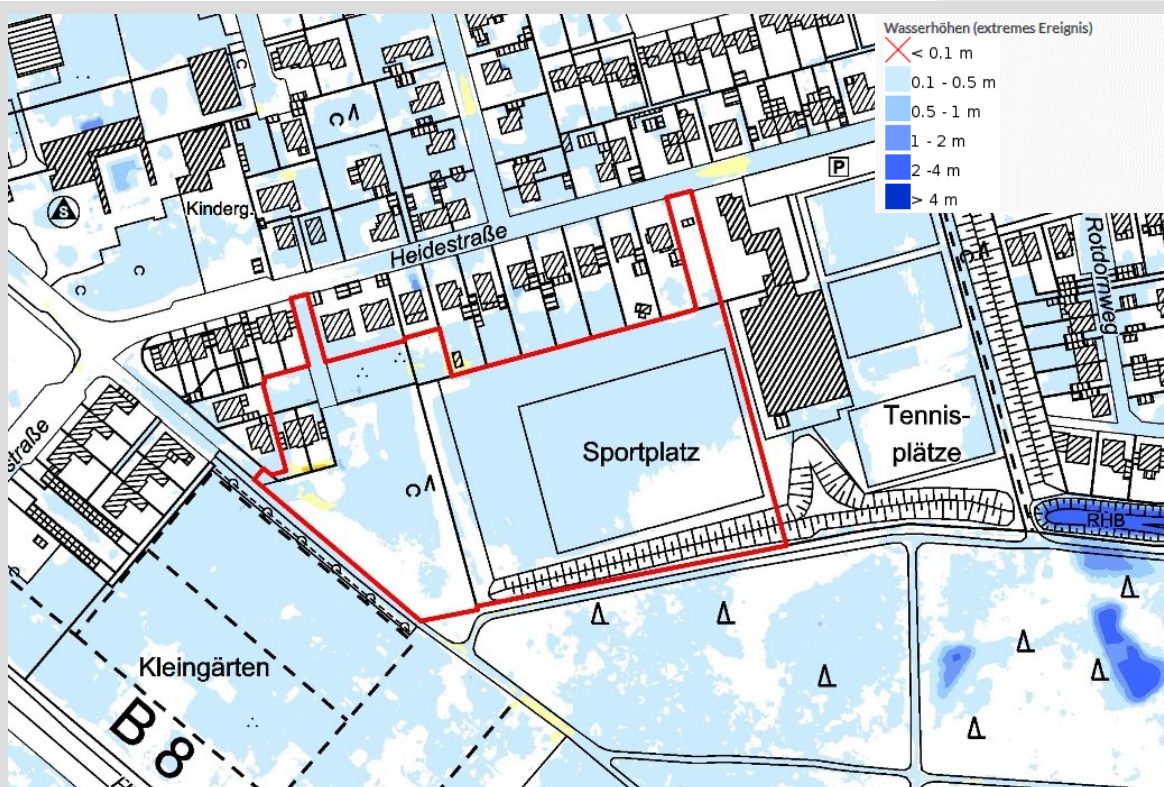 Wasserhöhen (extremes Ereignis)
< 0.1 m
0.1 - 0.5 m
0.5 - 1 m
1 - 2 m
2 -4 m
> 4 m
P
S
Kinderg.
Heidestraße
Rotdornweg
straße
Sportplatz
Tennis-
plätze
RHB
Kleingärten
B 8